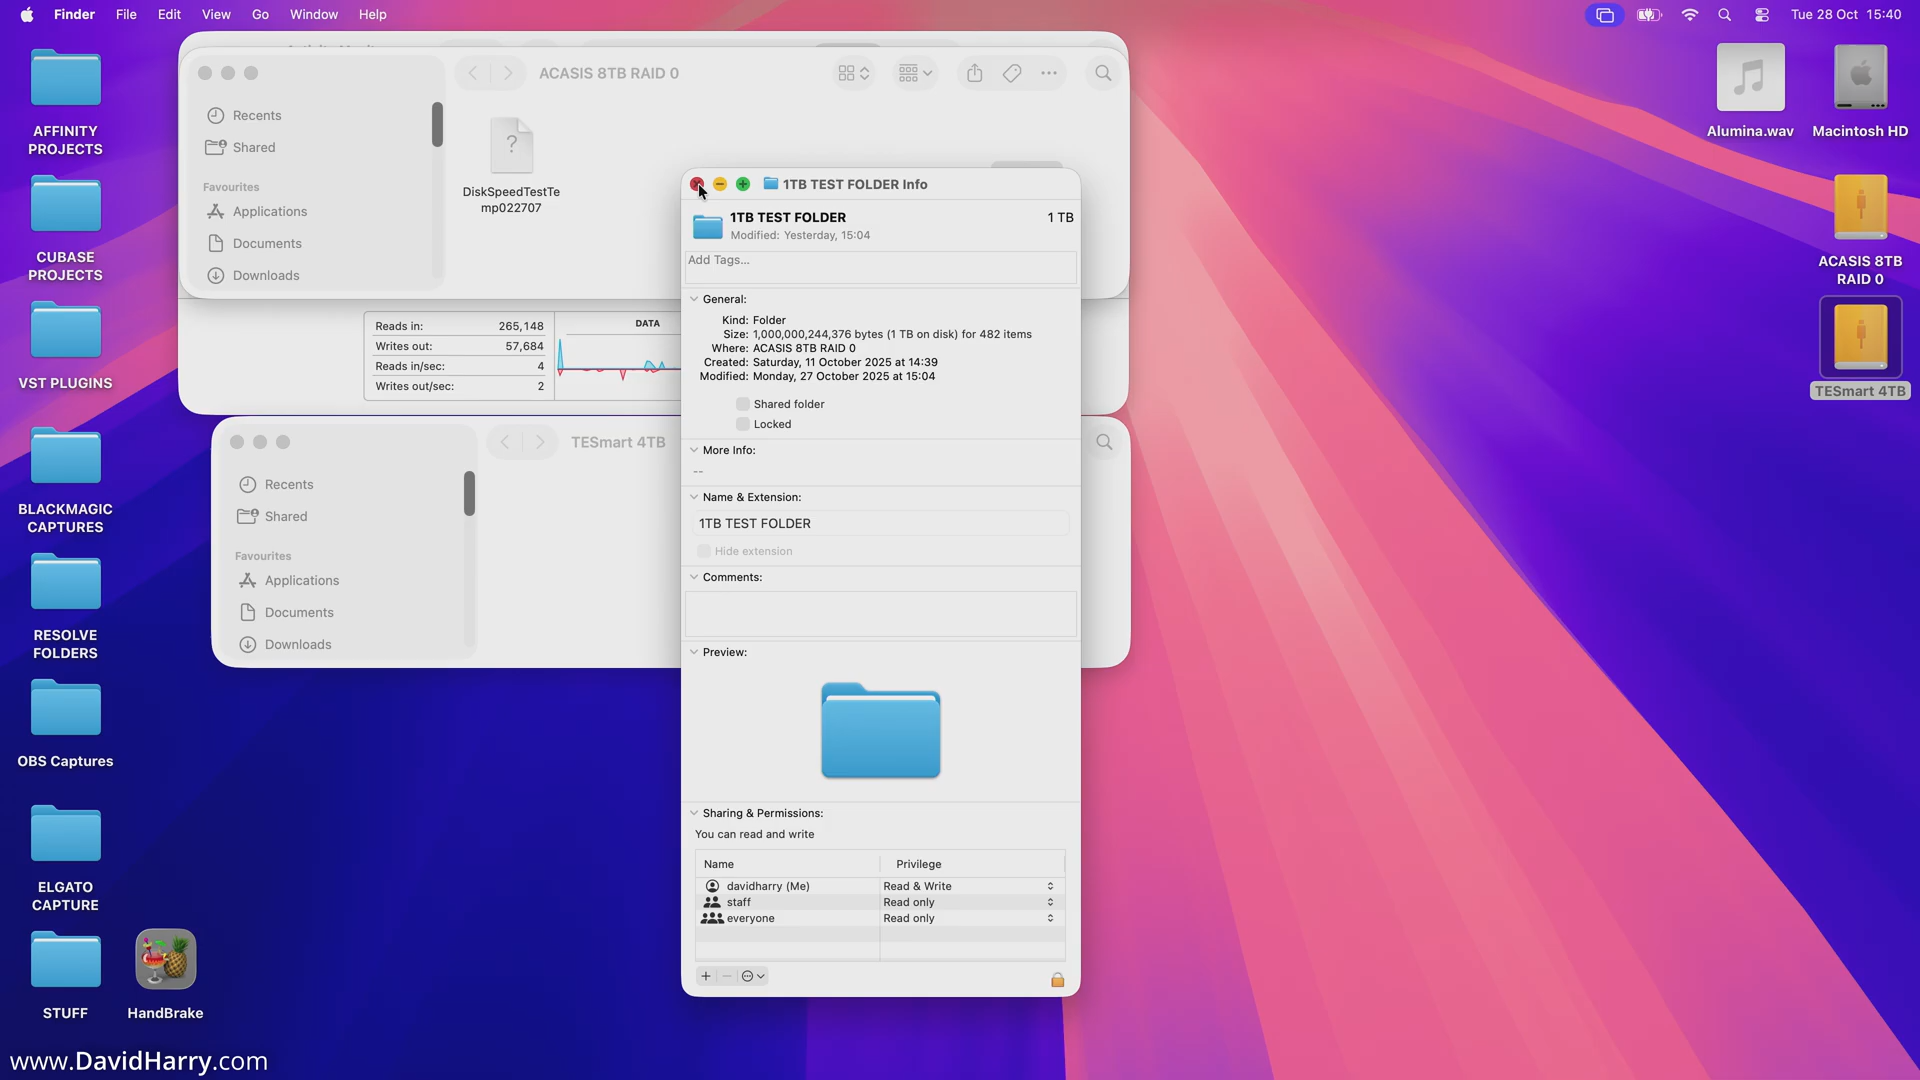 Finder File Edit View Go Window Help
Tue 28 Oct 15:40
AFFINITY
PROJECTS
CUBASE
PROJECTS
VST PLUGINS
BLACKMAGIC
CAPTURES
RESOLVE
FOLDERS
OBS Captures
ELGATO
CAPTURE
STUFF
HandBrake
www.DavidHarry.com
ACASIS 8TB RAID 0
Recents
Shared
Favourites
Applications
Documents
Downloads
DiskSpeedTestTe
mp022707
Reads in: 265,148
Writes out: 57,684
Reads in/sec: 4
Writes out/sec: 2
DATA
TESmart 4TB
Recents
Shared
Favourites
Applications
Documents
Downloads
1TB TEST FOLDER Info
1TB TEST FOLDER 1 TB
Modified: Yesterday, 15:04
Add Tags...
General:
Kind: Folder
Size: 1,00,000,244,376 bytes (1 TB on disk) for 482 items
Where: ACASIS 8TB RAID 0
Created: Saturday, 11 October 2025 at 14:39
Modified: Monday, 27 October 2025 at 15:04
Shared folder
Locked
More Info:
--
Name & Extension:
1TB TEST FOLDER
Hide extension
Comments:
Preview:
Sharing & Permissions:
You can read and write
Name Privilege
davidharry (Me) Read & Write
staff Read only
everyone Read only
Alumina.wav
Macintosh HD
ACASIS 8TB
RAID 0
TESmart 4TB